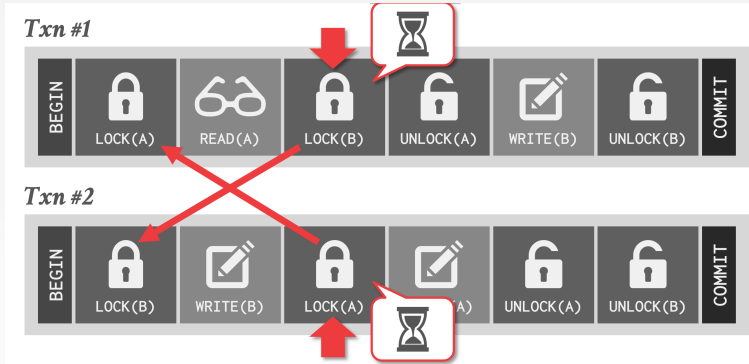 Txn #1
BEGIN
LOCK(A)
READ(A)
LOCK(B)
UNLOCK(A)
WRITE(B)
UNLOCK(B)
COMMIT
Txn #2
BEGIN
LOCK(B)
WRITE(B)
LOCK(A)
A)
UNLOCK(A)
UNLOCK(B)
COMMIT